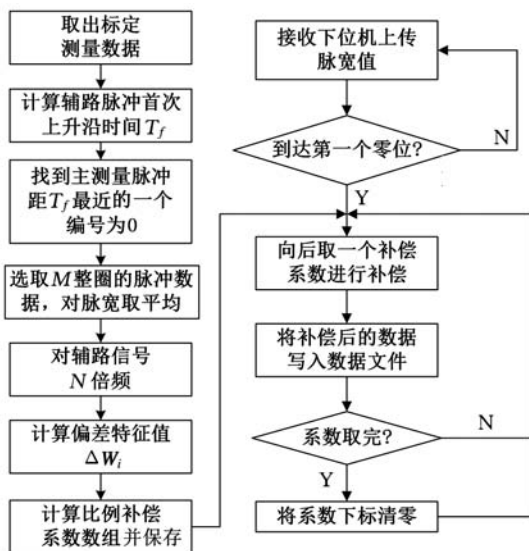 取出标定
测量数据
计算辅路脉冲首次
上升沿时间 T_f
找到主测量脉冲
距T_f最近的一个
编号为0
选取M整圈的脉冲数
据，对脉宽取平均
对辅路信号
N 倍频
计算偏差特征值
ΔW_i
计算比例补偿
系数数组并保存
接收下位机上传
脉宽值
到达第一个零位?
N
Y
向后取一个补偿
系数进行补偿
将补偿后的数据
写入数据文件
系数取完?
N
Y
将系数下标清零